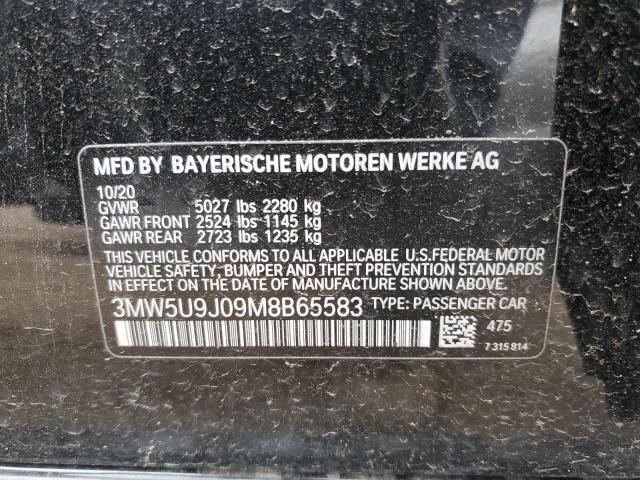 MFD BY BAYERISCHE MOTOREN WERKE AG
10/20
GVWR 5027 lbs 2280 kg
GAWR FRONT 2524 lbs 1145 kg
GAWR REAR 2723 lbs 1235 kg
THIS VEHICLE CONFORMS TO ALL APPLICABLE U.S.FEDERAL MOTOR
VEHICLE SAFETY, BUMPER AND THEFT PREVENTION STANDARDS
IN EFFECT ON THE DATE OF MANUFACTURE SHOWN ABOVE.
3MW5U9J09M8B65583 TYPE: PASSENGER CAR
475
7 315 814